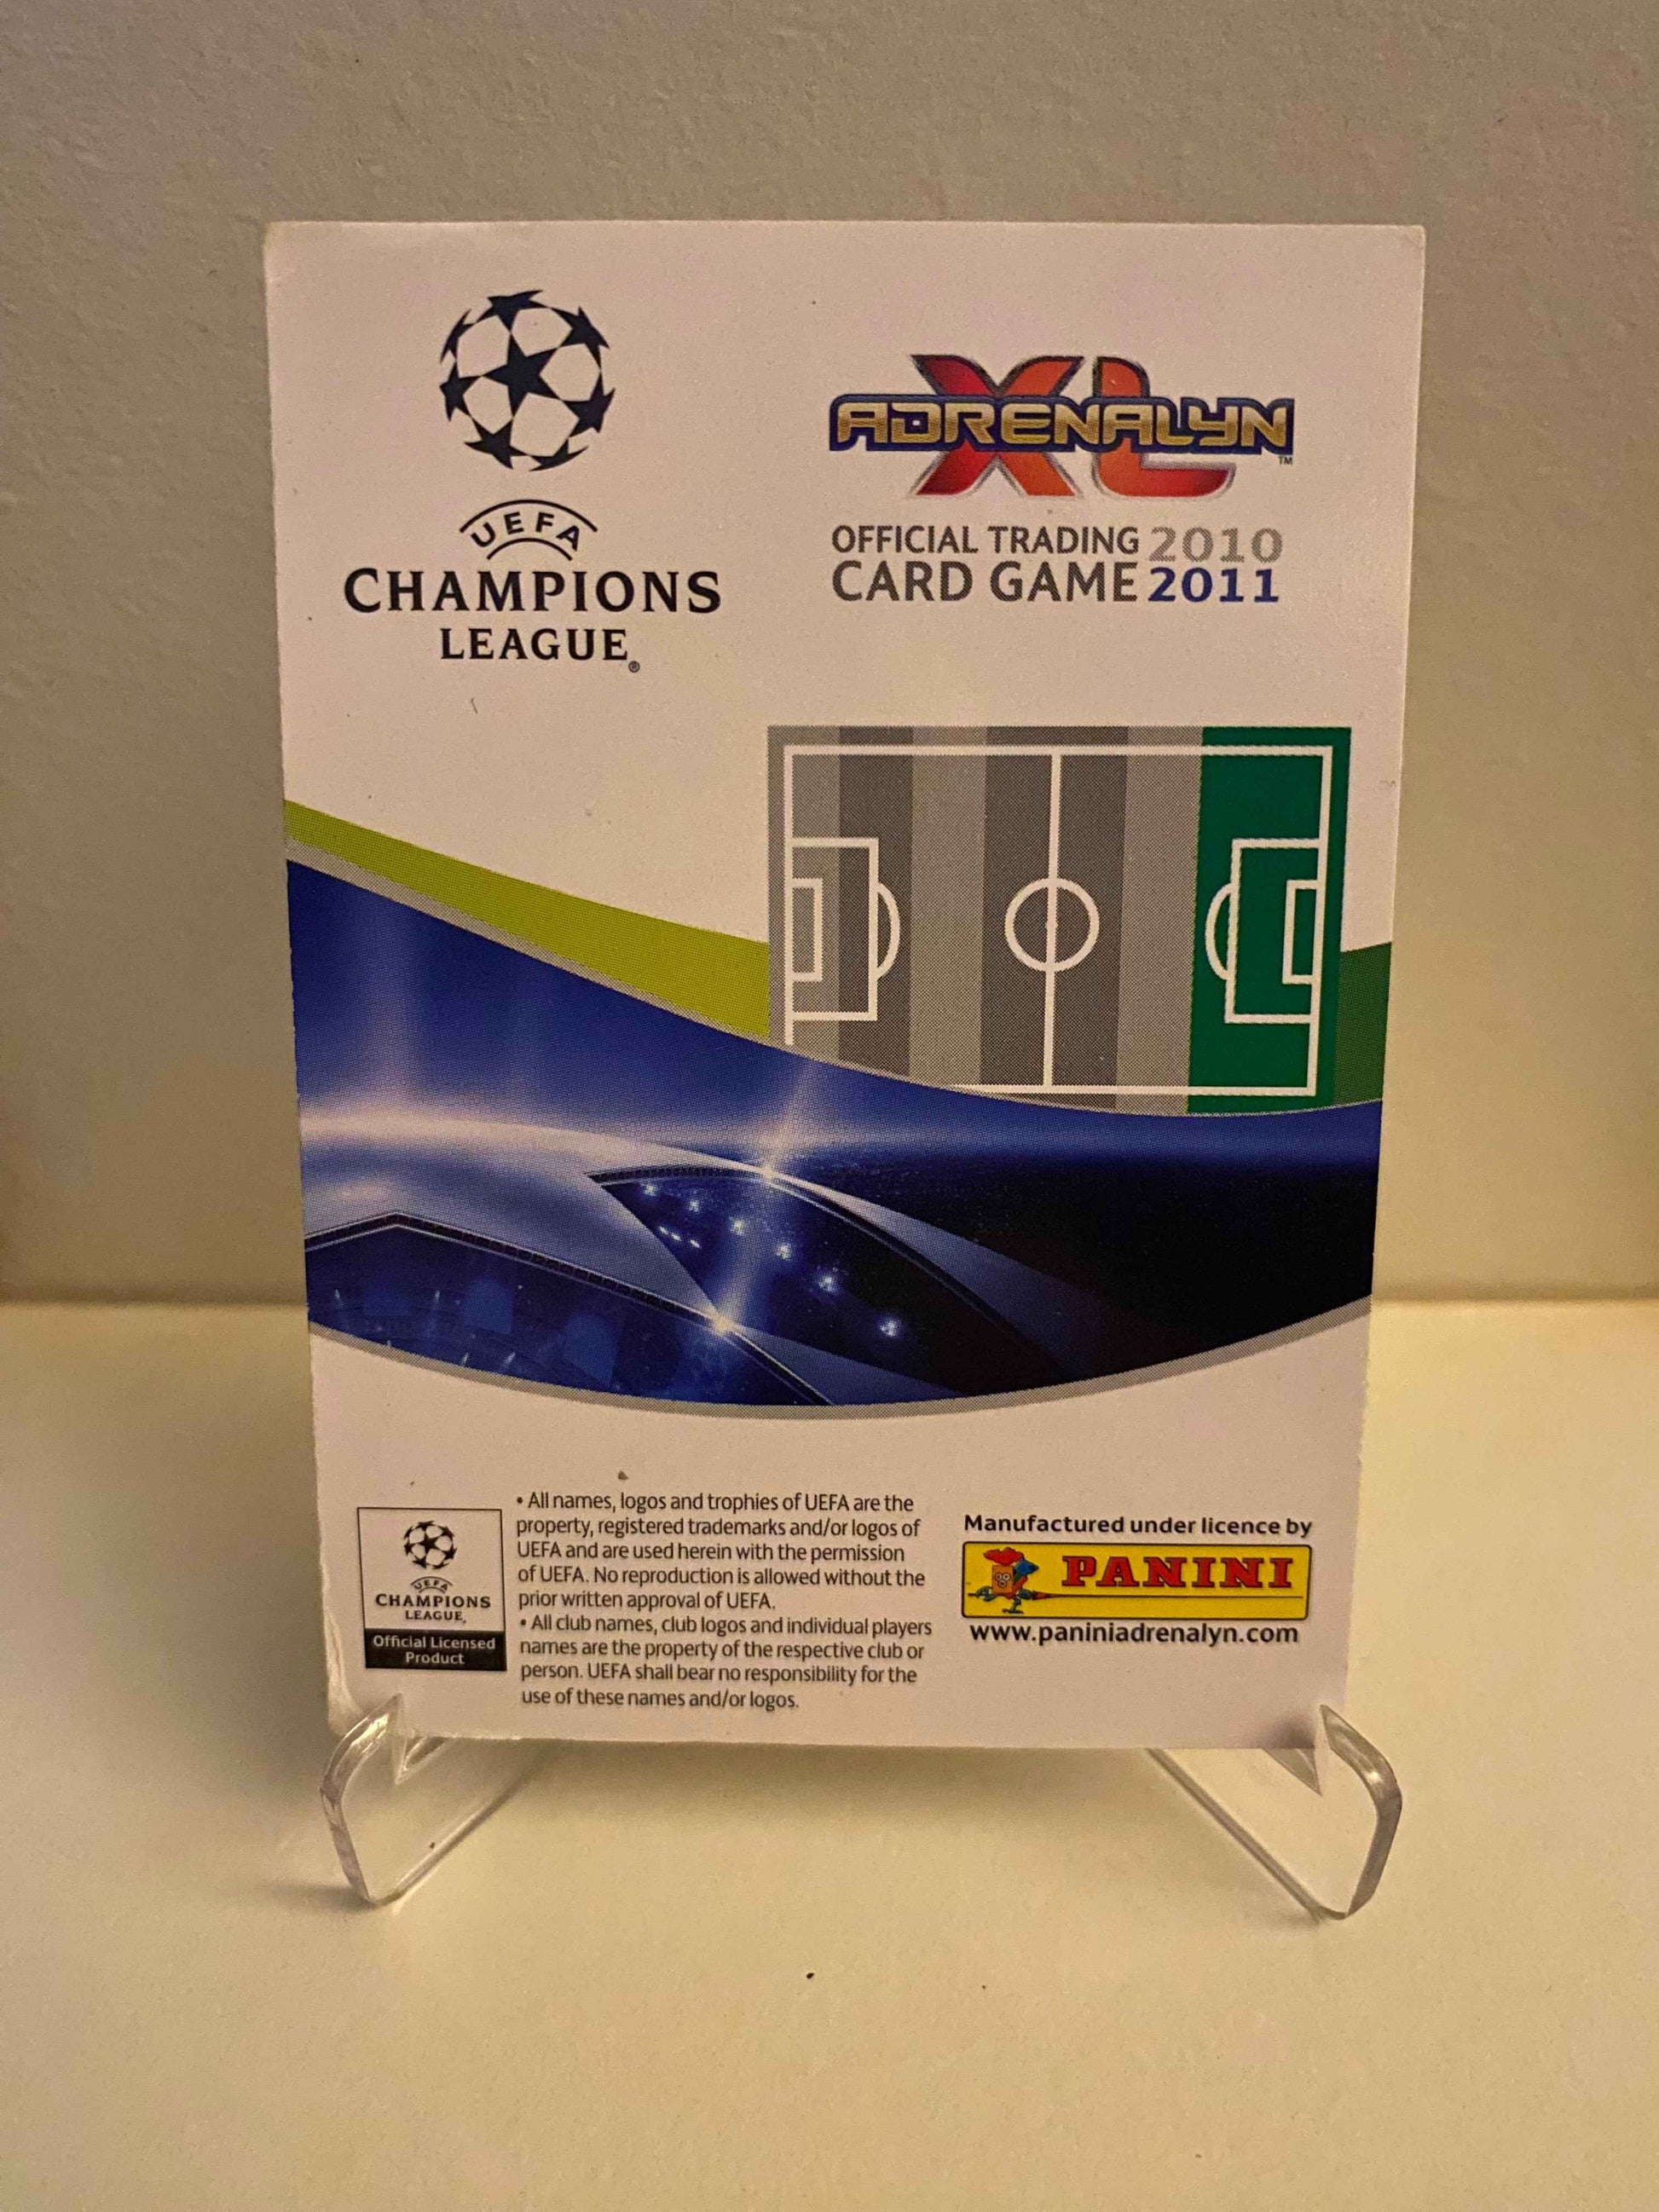 UEFA
CHAMPIONS
LEAGUE®
ADRENALYN XL™
OFFICIAL TRADING 2010
CARD GAME 2011
UEFA
CHAMPIONS
LEAGUE
Official Licensed
Product
• All names, logos and trophies of UEFA are the
property, registered trademarks and/or logos of
UEFA and are used herein with the permission
of UEFA. No reproduction is allowed without the
prior written approval of UEFA.
• All club names, club logos and individual players
names are the property of the respective club or
person. UEFA shall bear no responsibility for the
use of these names and/or logos.
Manufactured under licence by
PANINI
www.paniniadrenalyn.com